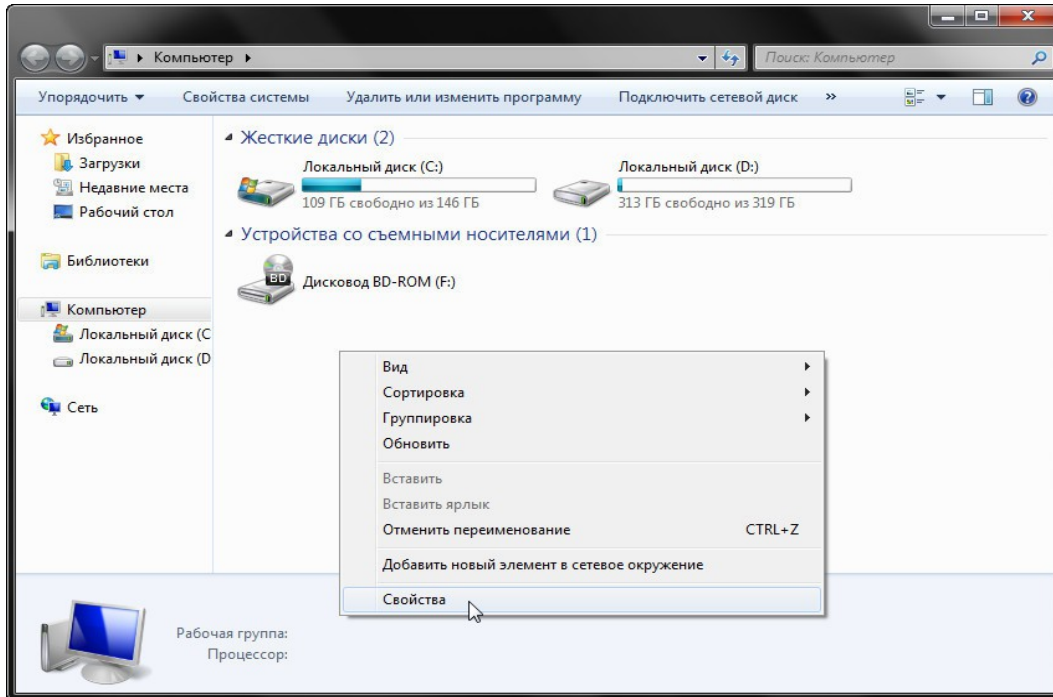 Компьютер
Поиск: Компьютер
Упорядочить Свойства системы Удалить или изменить программу Подключить сетевой диск »
Избранное
Загрузки
Недавние места
Рабочий стол
Библиотеки
Компьютер
Локальный диск (C
Локальный диск (D
Сеть
Жесткие диски (2)
Локальный диск (C:)
109 ГБ свободно из 146 ГБ
Локальный диск (D:)
313 ГБ свободно из 319 ГБ
Устройства со съемными носителями (1)
BD
Дисковод BD-ROM (F:)
Вид
Сортировка
Группировка
Обновить
Вставить
Вставить ярлык
Отменить переименование CTRL+Z
Добавить новый элемент в сетевое окружение
Свойства
Рабочая группа:
Процессор: